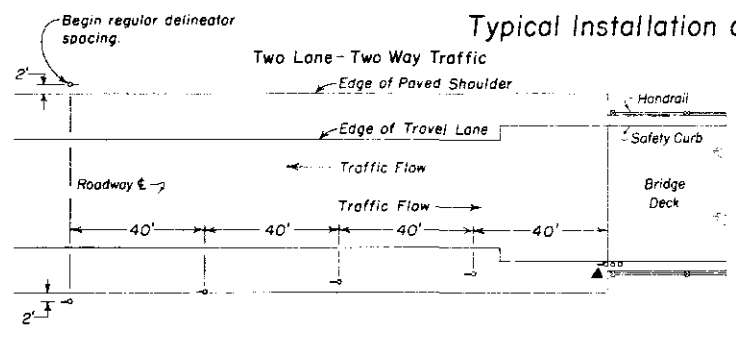 Typical Installation
Begin regular delineator
spacing.
Two Lane - Two Way Traffic
2'
Edge of Paved Shoulder
Handrail
Edge of Travel Lane
Safety Curb
Traffic Flow
Roadway ℄
Bridge
Deck
Traffic Flow
40' 40' 40' 40'
2'